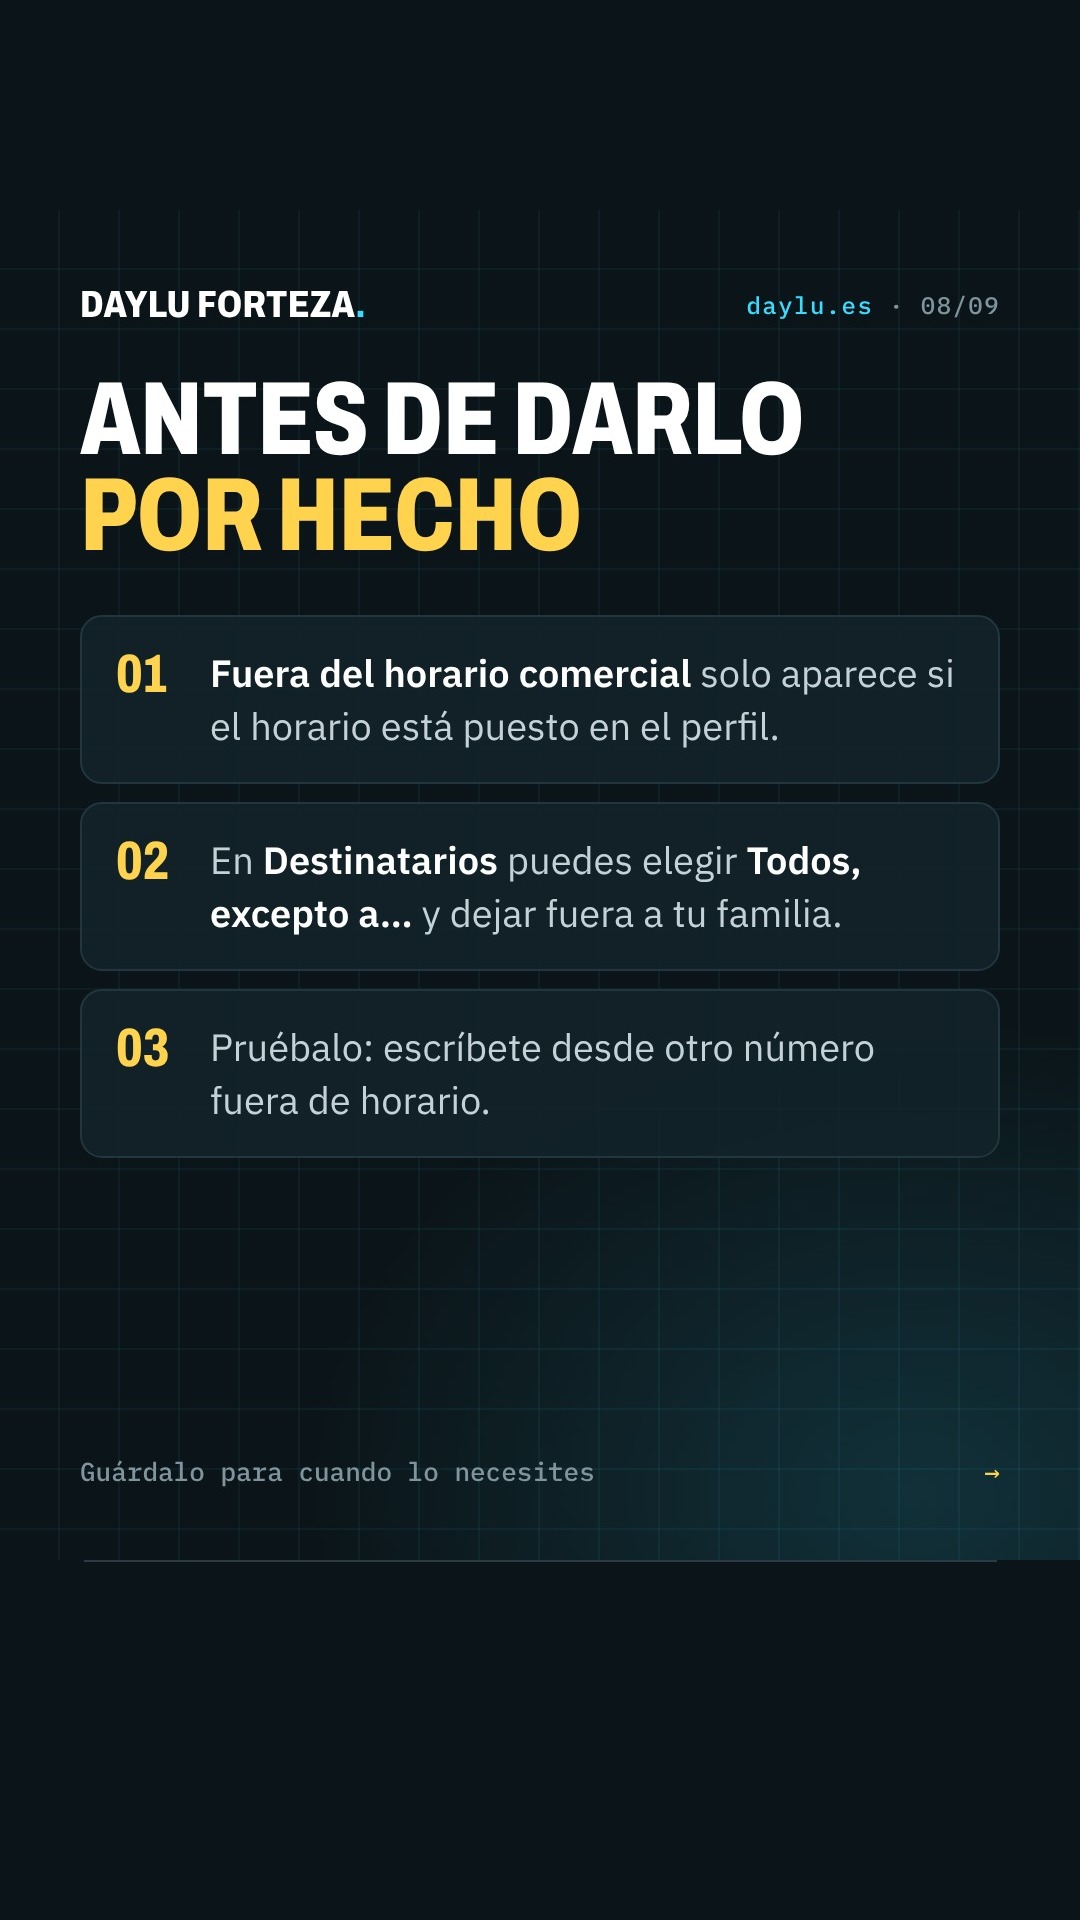 DAYLU FORTEZA.
daylu.es · 08/09
ANTES DE DARLO
POR HECHO
01
Fuera del horario comercial solo aparece si
el horario está puesto en el perfil.
02
En Destinatarios puedes elegir Todos,
excepto a... y dejar fuera a tu familia.
03
Pruébalo: escríbete desde otro número
fuera de horario.
Guárdalo para cuando lo necesites
→